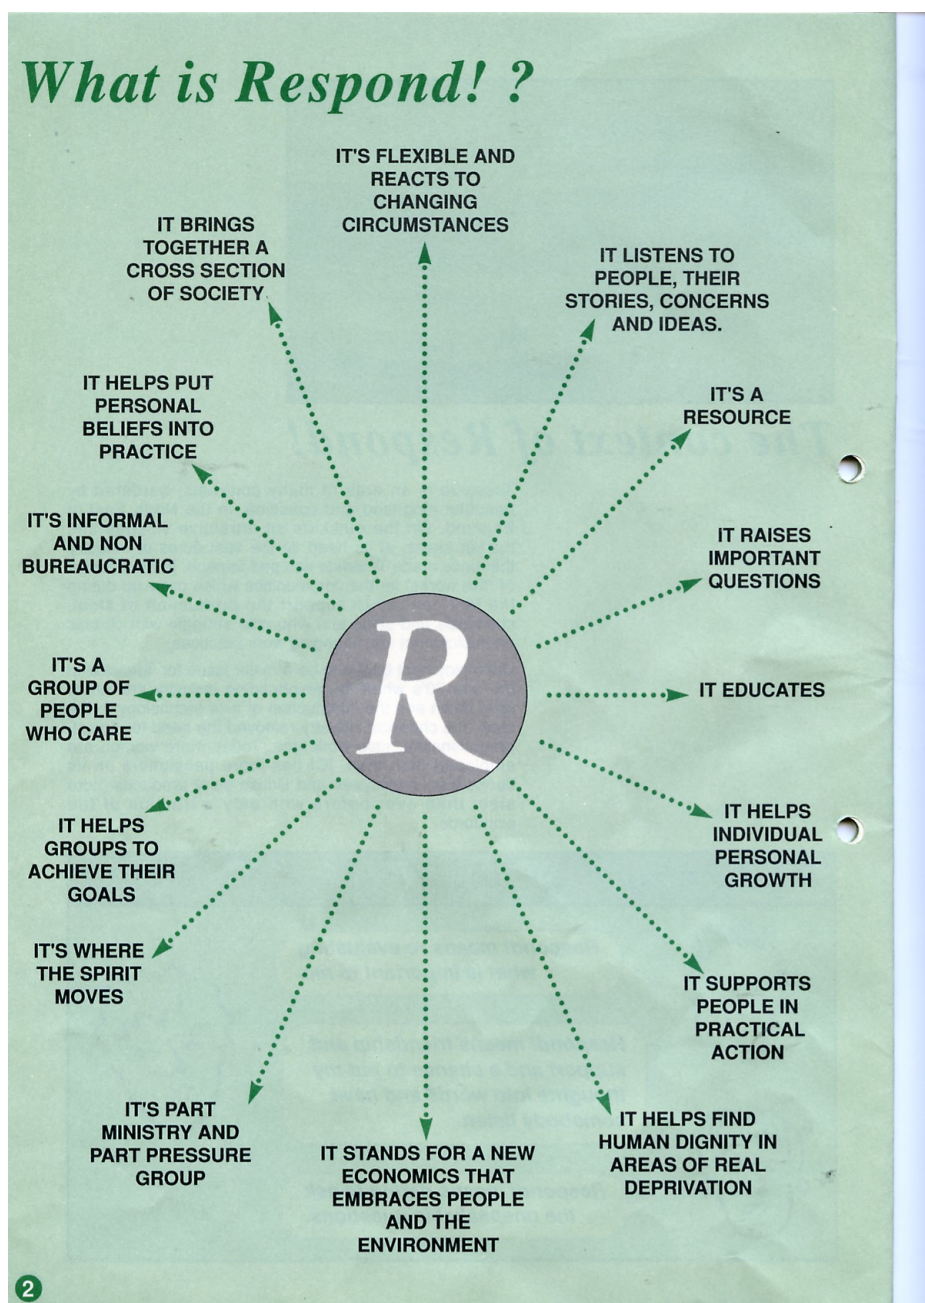 What is Respond! ?
IT'S FLEXIBLE AND
REACTS TO
CHANGING
CIRCUMSTANCES
IT BRINGS
TOGETHER A
CROSS SECTION
OF SOCIETY
IT LISTENS TO
PEOPLE, THEIR
STORIES, CONCERNS
AND IDEAS.
IT HELPS PUT
PERSONAL
BELIEFS INTO
PRACTICE
IT'S A
RESOURCE
IT'S INFORMAL
AND NON
BUREAUCRATIC
IT RAISES
IMPORTANT
QUESTIONS
R
IT'S A
GROUP OF
PEOPLE
WHO CARE
IT EDUCATES
IT HELPS
GROUPS TO
ACHIEVE THEIR
GOALS
IT HELPS
INDIVIDUAL
PERSONAL
GROWTH
IT'S WHERE
THE SPIRIT
MOVES
IT SUPPORTS
PEOPLE IN
PRACTICAL
ACTION
IT'S PART
MINISTRY AND
PART PRESSURE
GROUP
IT STANDS FOR A NEW
ECONOMICS THAT
EMBRACES PEOPLE
AND THE
ENVIRONMENT
IT HELPS FIND
HUMAN DIGNITY IN
AREAS OF REAL
DEPRIVATION
2